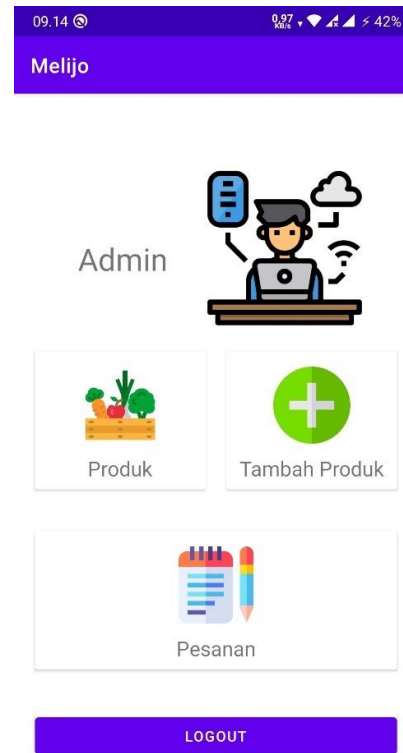 09.14 0,97 KB/s 42%
Melijo
Admin
Produk Tambah Produk
Pesanan
LOGOUT